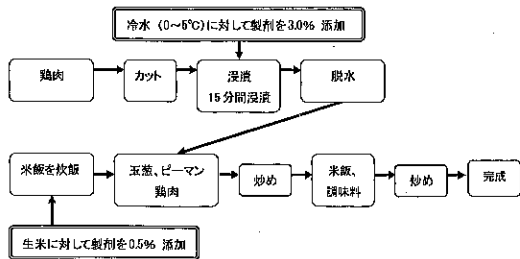 冷水（0～5℃）に対して製剤を3.0％ 添加
鶏肉
カット
浸漬
15分間浸漬
脱水
米飯を炊飯
玉葱、ピーマン
鶏肉
炒め
米飯、
調味料
炒め
完成
生米に対して製剤を0.5％ 添加